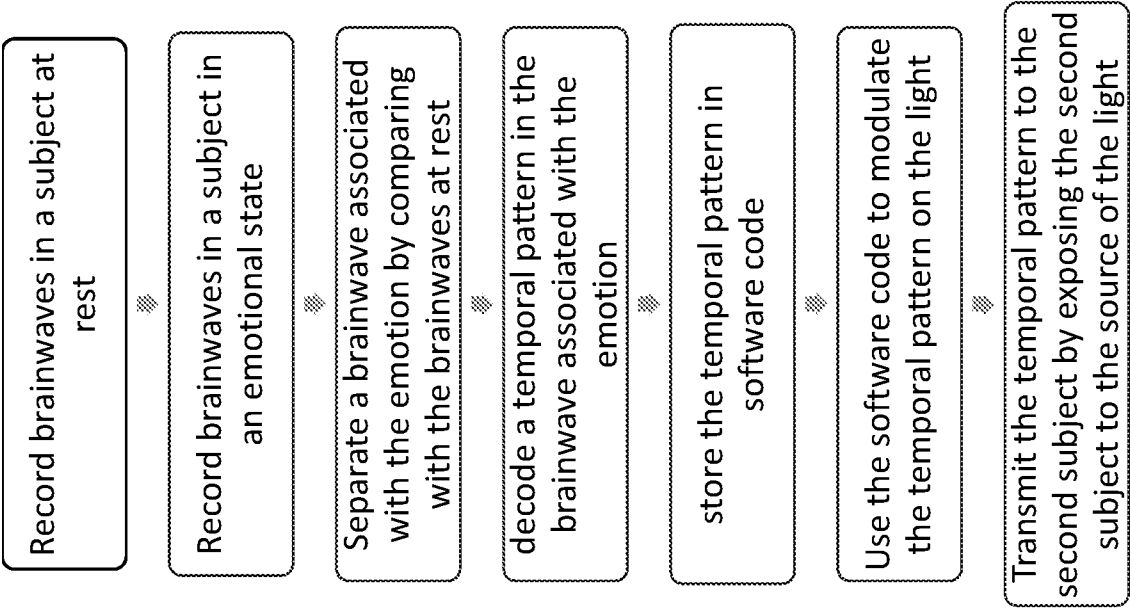 Record brainwaves in a subject at
rest
Record brainwaves in a subject in
an emotional state
Separate a brainwave associated
with the emotion by comparing
with the brainwaves at rest
decode a temporal pattern in the
brainwave associated with the
emotion
store the temporal pattern in
software code
Use the software code to modulate
the temporal pattern on the light
Transmit the temporal pattern to the
second subject by exposing the second
subject to the source of the light